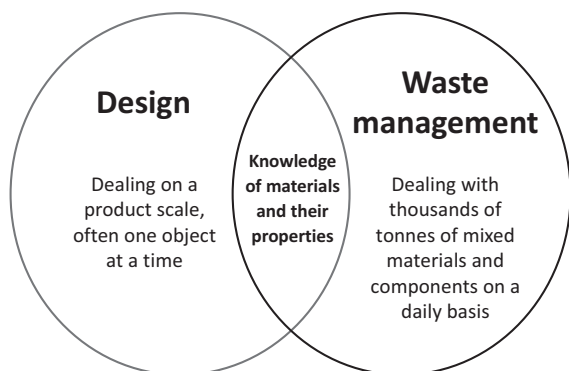 Design
Dealing on a
product scale,
often one object
at a time
Knowledge
of materials
and their
properties
Waste
management
Dealing with
thousands of
tonnes of mixed
materials and
components on a
daily basis